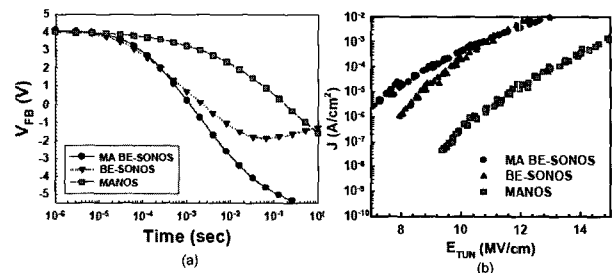 5
4
3
2
1
0
-1
-2
-3
-4
-5
V_FB (V)
MA BE-SONOS
BE-SONOS
MANOS
10⁻⁶ 10⁻⁵ 10⁻⁴ 10⁻³ 10⁻² 10⁻¹ 10⁰
Time (sec)
(a)
10⁻²
10⁻³
10⁻⁴
10⁻⁵
10⁻⁶
10⁻⁷
10⁻⁸
10⁻⁹
10⁻¹⁰
J (A/cm²)
MA BE-SONOS
BE-SONOS
MANOS
8 10 12 14
E_TUN (MV/cm)
(b)